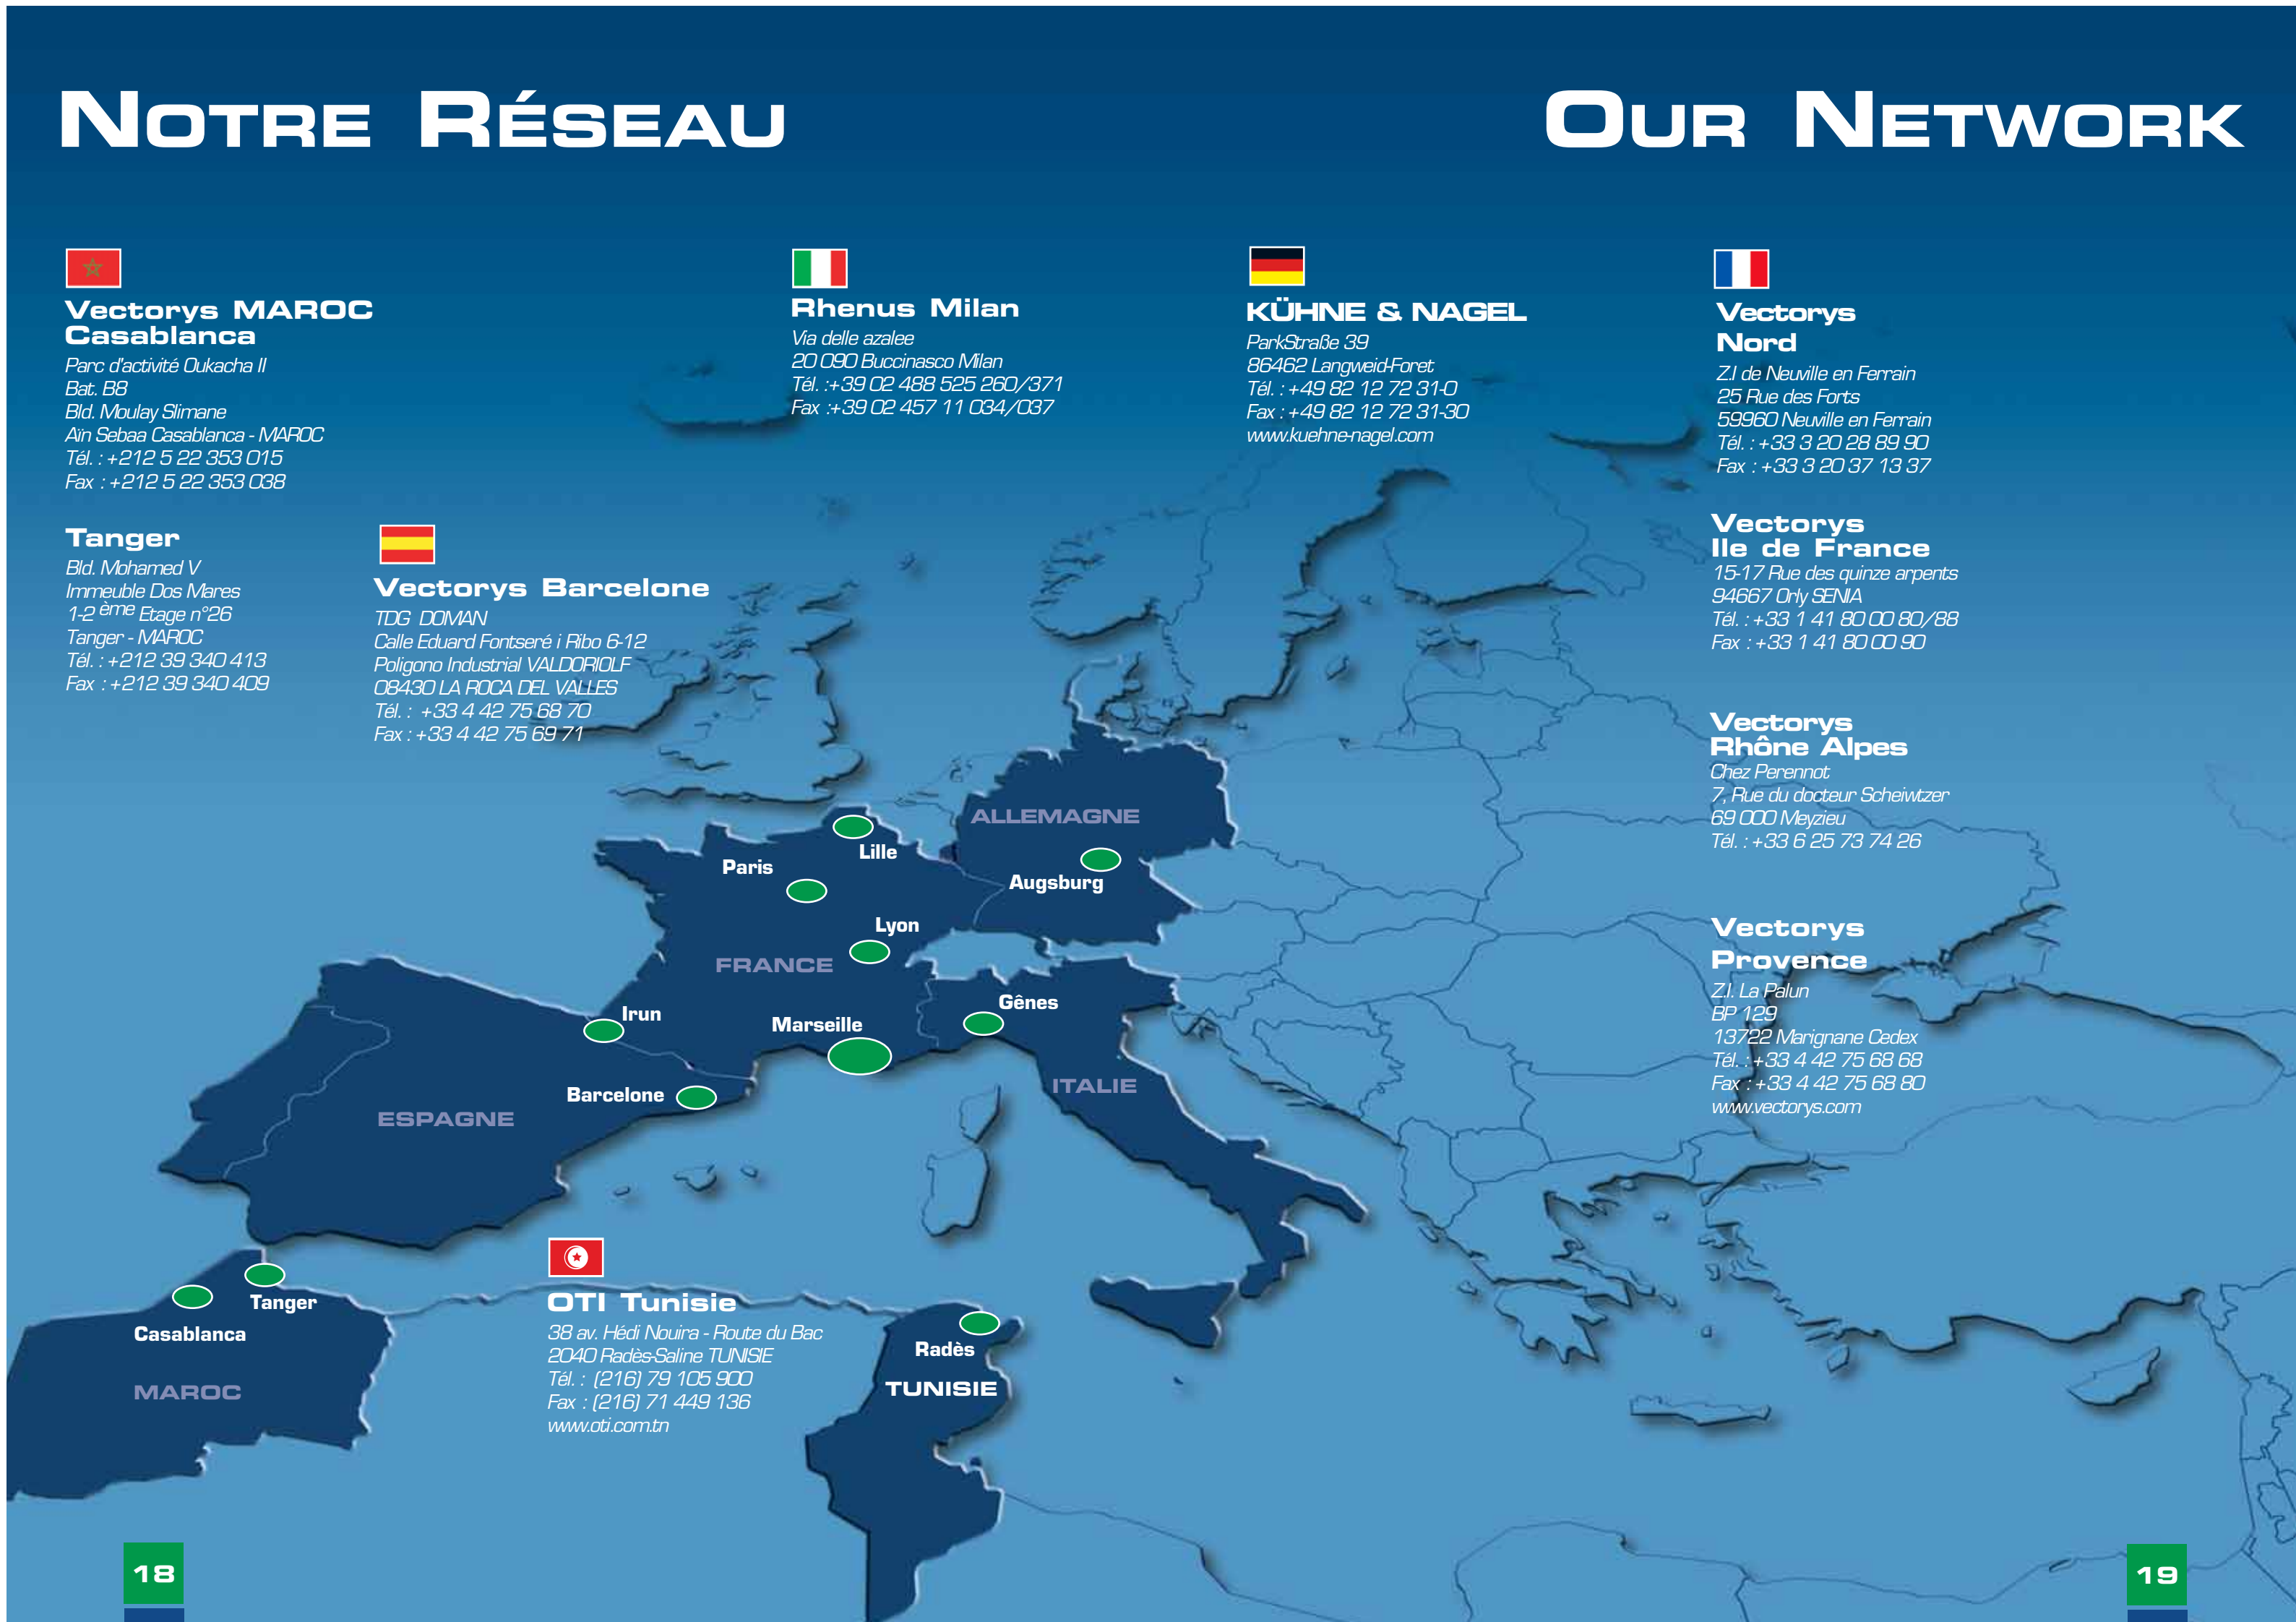 NOTRE RÉSEAU
OUR NETWORK
Vectorys MAROC
Casablanca
Parc d'activité Oukacha II
Bat. B8
Bld. Moulay Slimane
Aïn Sebaa Casablanca - MAROC
Tél. : +212 5 22 353 015
Fax : +212 5 22 353 038
Tanger
Bld. Mohamed V
Immeuble Dos Mares
1-2 ème Etage n°26
Tanger - MAROC
Tél. : +212 39 340 413
Fax : +212 39 340 409
Vectorys Barcelone
TDG DOMAN
Calle Eduard Fontseré i Ribo 6-12
Poligono Industrial VALDORIOLF
08430 LA ROCA DEL VALLES
Tél. : +33 4 42 75 68 70
Fax : +33 4 42 75 69 71
Rhenus Milan
Via delle azalee
20 090 Buccinasco Milan
Tél. :+39 02 488 525 260/371
Fax :+39 02 457 11 034/037
KÜHNE & NAGEL
ParkStraße 39
86462 Langweid-Foret
Tél. : +49 82 12 72 31-0
Fax : +49 82 12 72 31-30
www.kuehne-nagel.com
Vectorys
Nord
Z.I de Neuville en Ferrain
25 Rue des Forts
59960 Neuville en Ferrain
Tél. : +33 3 20 28 89 90
Fax : +33 3 20 37 13 37
Vectorys
Ile de France
15-17 Rue des quinze arpents
94667 Orly SENIA
Tél. : +33 1 41 80 00 80/88
Fax : +33 1 41 80 00 90
Vectorys
Rhône Alpes
Chez Perennot
7, Rue du docteur Scheiwtzer
69 000 Meyzieu
Tél. : +33 6 25 73 74 26
Vectorys
Provence
Z.I. La Palun
BP 129
13722 Marignane Cedex
Tél. : +33 4 42 75 68 68
Fax : +33 4 42 75 68 80
www.vectorys.com
ALLEMAGNE
Lille
Paris
Augsburg
Lyon
FRANCE
Gênes
Irun
Marseille
ITALIE
Barcelone
ESPAGNE
Tanger
Casablanca
MAROC
OTI Tunisie
38 av. Hédi Nouira - Route du Bac
2040 Radès-Saline TUNISIE
Tél. : (216) 79 105 900
Fax : (216) 71 449 136
www.oti.com.tn
Radès
TUNISIE
18
19